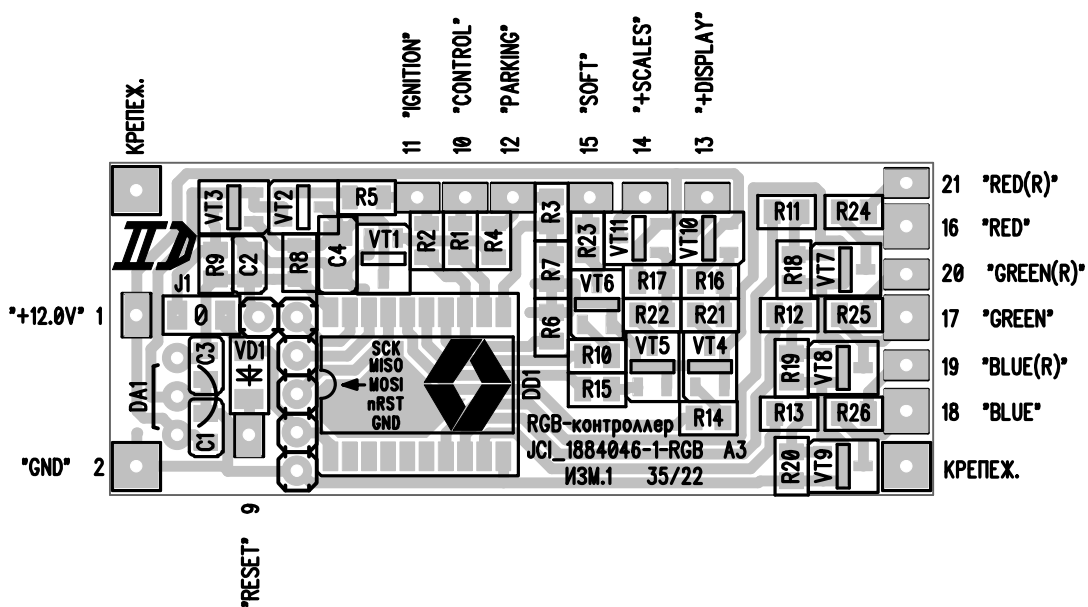 КРЕПЕЖ.
11 "IGNITION"
10 "CONTROL"
12 "PARKING"
15 "SOFT"
14 "+SCALES"
13 "+DISPLAY"
VT3
VT2
R5
R3
R11
R24
21 "RED(R)"
16 "RED"
R9
C2
R8
C4
VT1
R2
R1
R4
R7
R23
VT11
VT10
R18
VT7
20 "GREEN(R)"
J1
VT6
R17
R16
"+12.0V" 1
0
R6
R22
R21
R12
R25
17 "GREEN"
DA1
C3
VD1
SCK
MISO
MOSI
nRST
GND
DD1
R10
VT5
VT4
R19
VT8
19 "BLUE(R)"
R15
C1
R14
R13
R26
18 "BLUE"
RGB-контроллер
JCI_1884046-1-RGB A3
ИЗМ.1 35/22
"GND" 2
R20
VT9
КРЕПЕЖ.
"RESET" 9